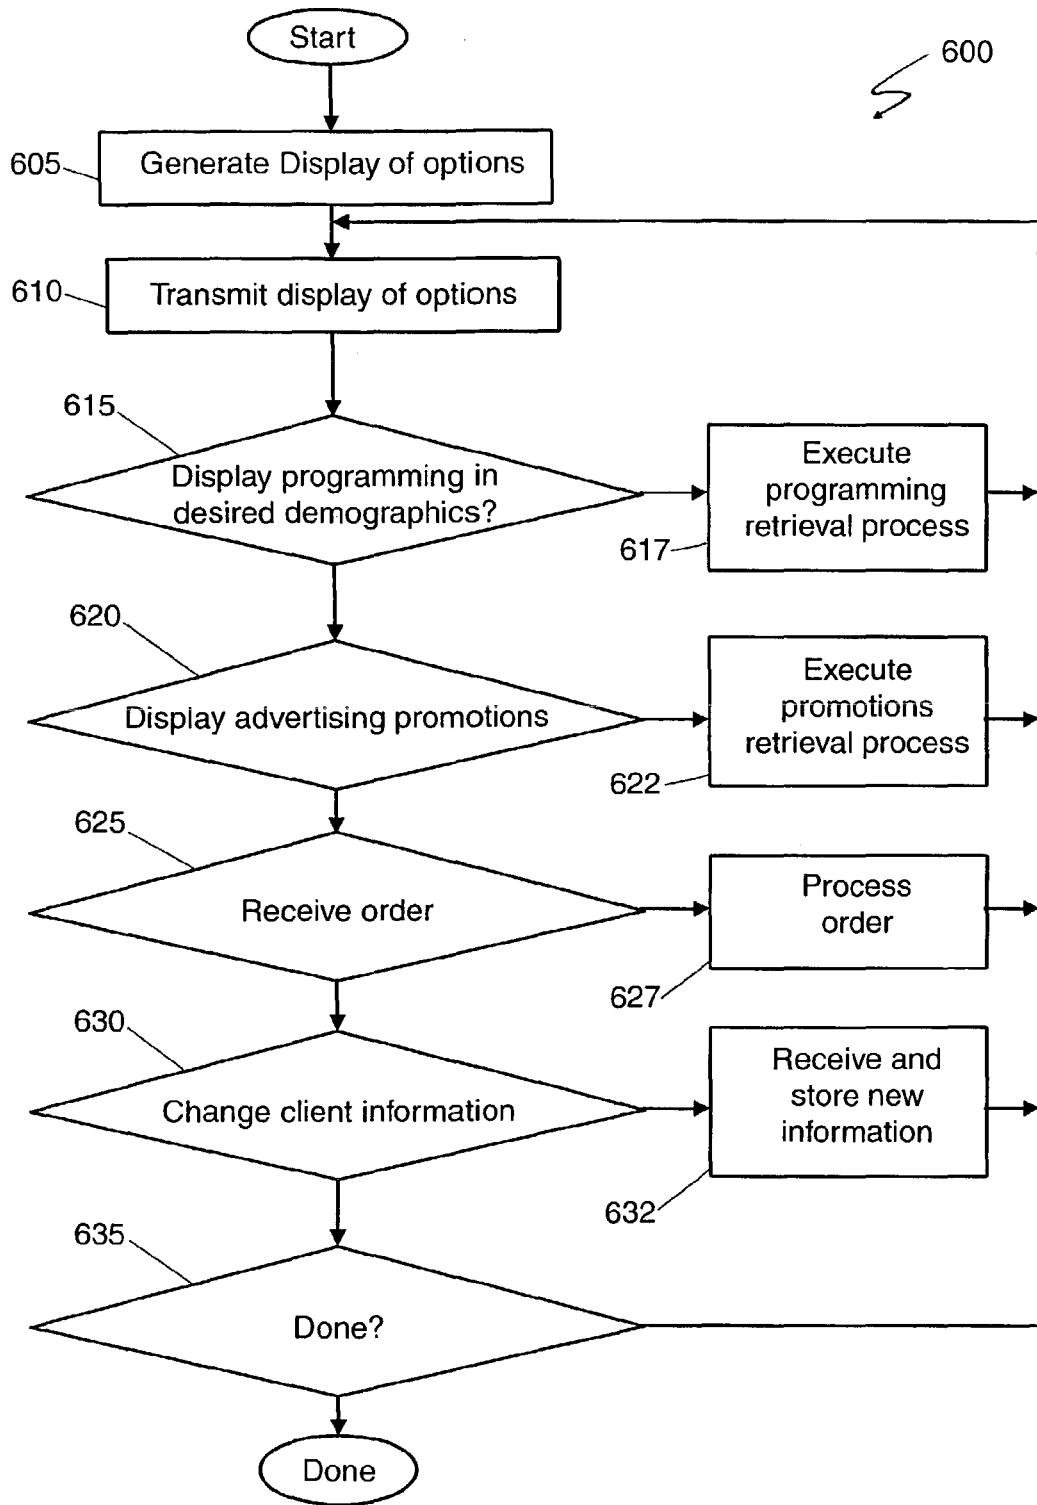 Start
600
605
Generate Display of options
610
Transmit display of options
615
Display programming in
desired demographics?
Execute
programming
retrieval process
617
620
Display advertising promotions
Execute
promotions
retrieval process
622
625
Receive order
Process
order
627
630
Change client information
Receive and
store new
information
632
635
Done?
Done